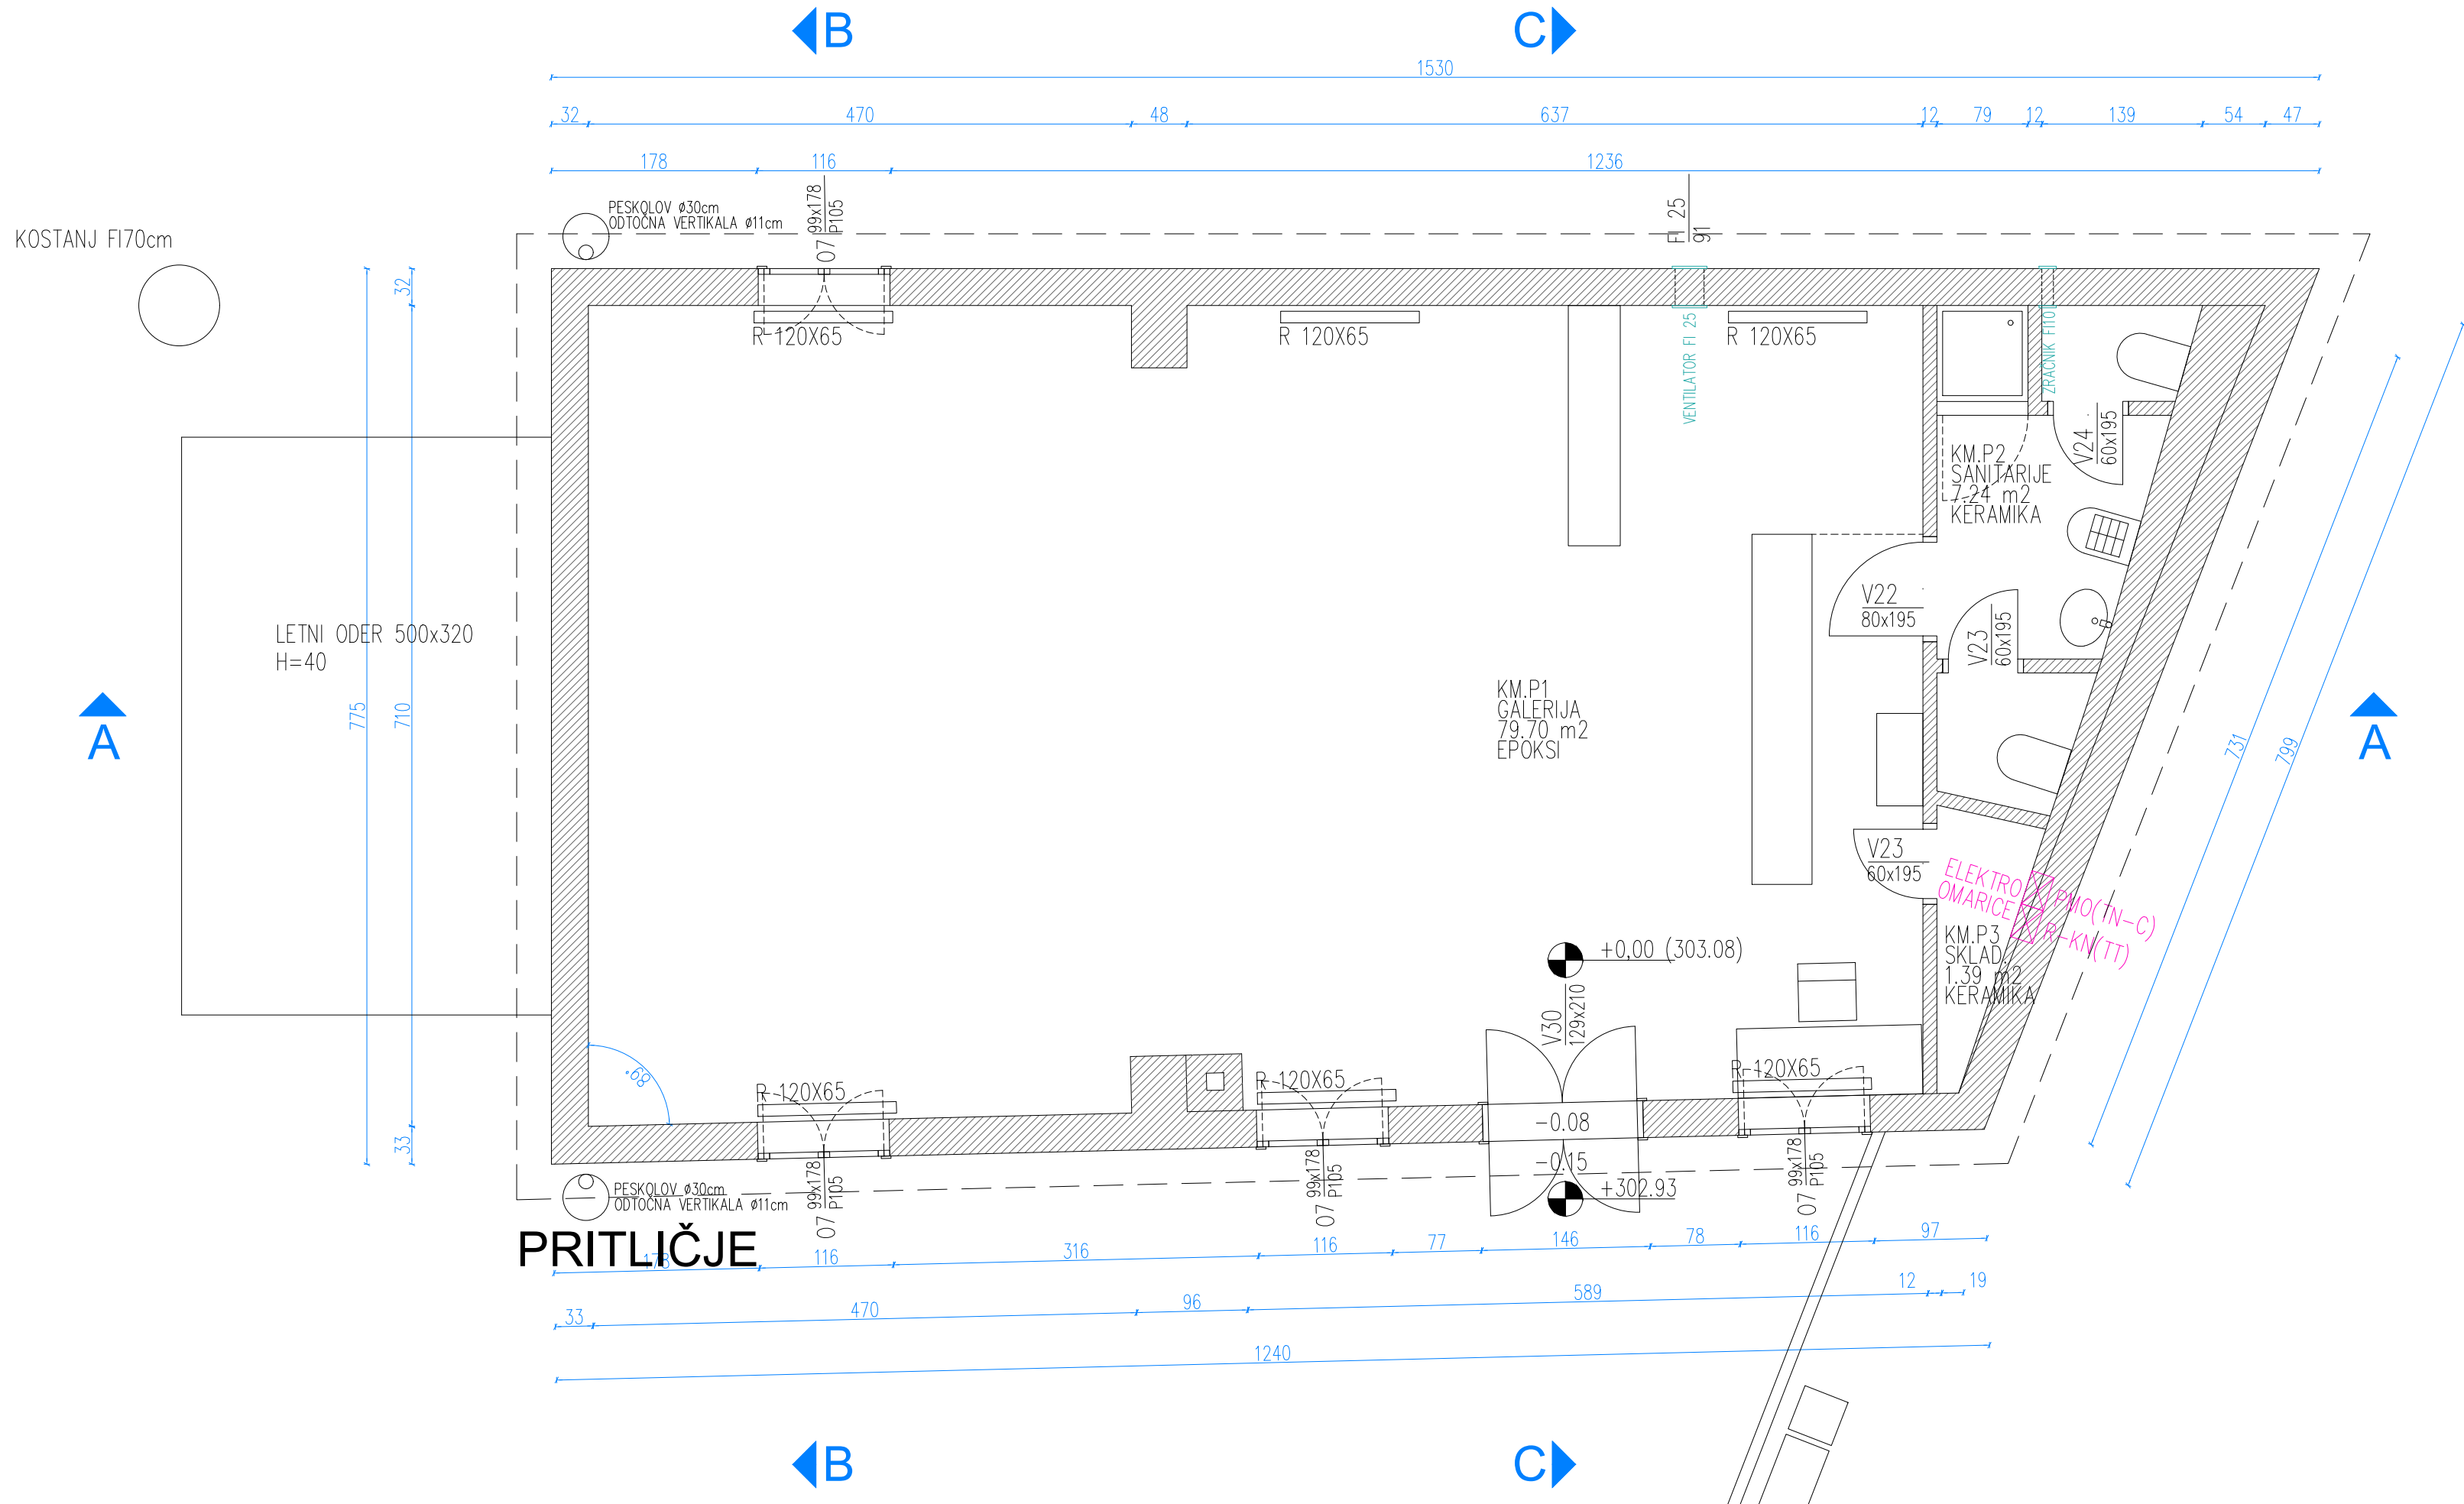 B
C
1530
32
470
48
637
12
79
12
139
54
47
178
116
1236
PESKOLOV ø30cm
ODTOČNA VERTIKALA ø11cm
O7
99x178
P105
FI 25
91
KOSTANJ FI70cm
32
R 120X65
R 120X65
R 120X65
VENTILATOR FI 25
ZRAČNIK FI10
V24
60x195
KM.P2
SANITARIJE
7.24 m2
KERAMIKA
LETNI ODER 500x320
H=40
V22
80x195
V23
60x195
775
710
A
KM.P1
GALERIJA
79.70 m2
EPOKSI
731
799
A
V23
60x195
ELEKTRO
OMARICE
PMO(TN-C)
R-KN(TT)
KM.P3
SKLAD.
1.39 m2
KERAMIKA
+0,00 (303.08)
V30
129x210
89°
R 120X65
R 120X65
R 120X65
33
-0.08
-0.15
+302.93
PESKOLOV ø30cm
ODTOČNA VERTIKALA ø11cm
O7
99x178
P105
O7
99x178
P105
O7
99x178
P105
PRITLIČJE
178
116
316
116
77
146
78
116
97
33
470
96
589
12
19
1240
B
C